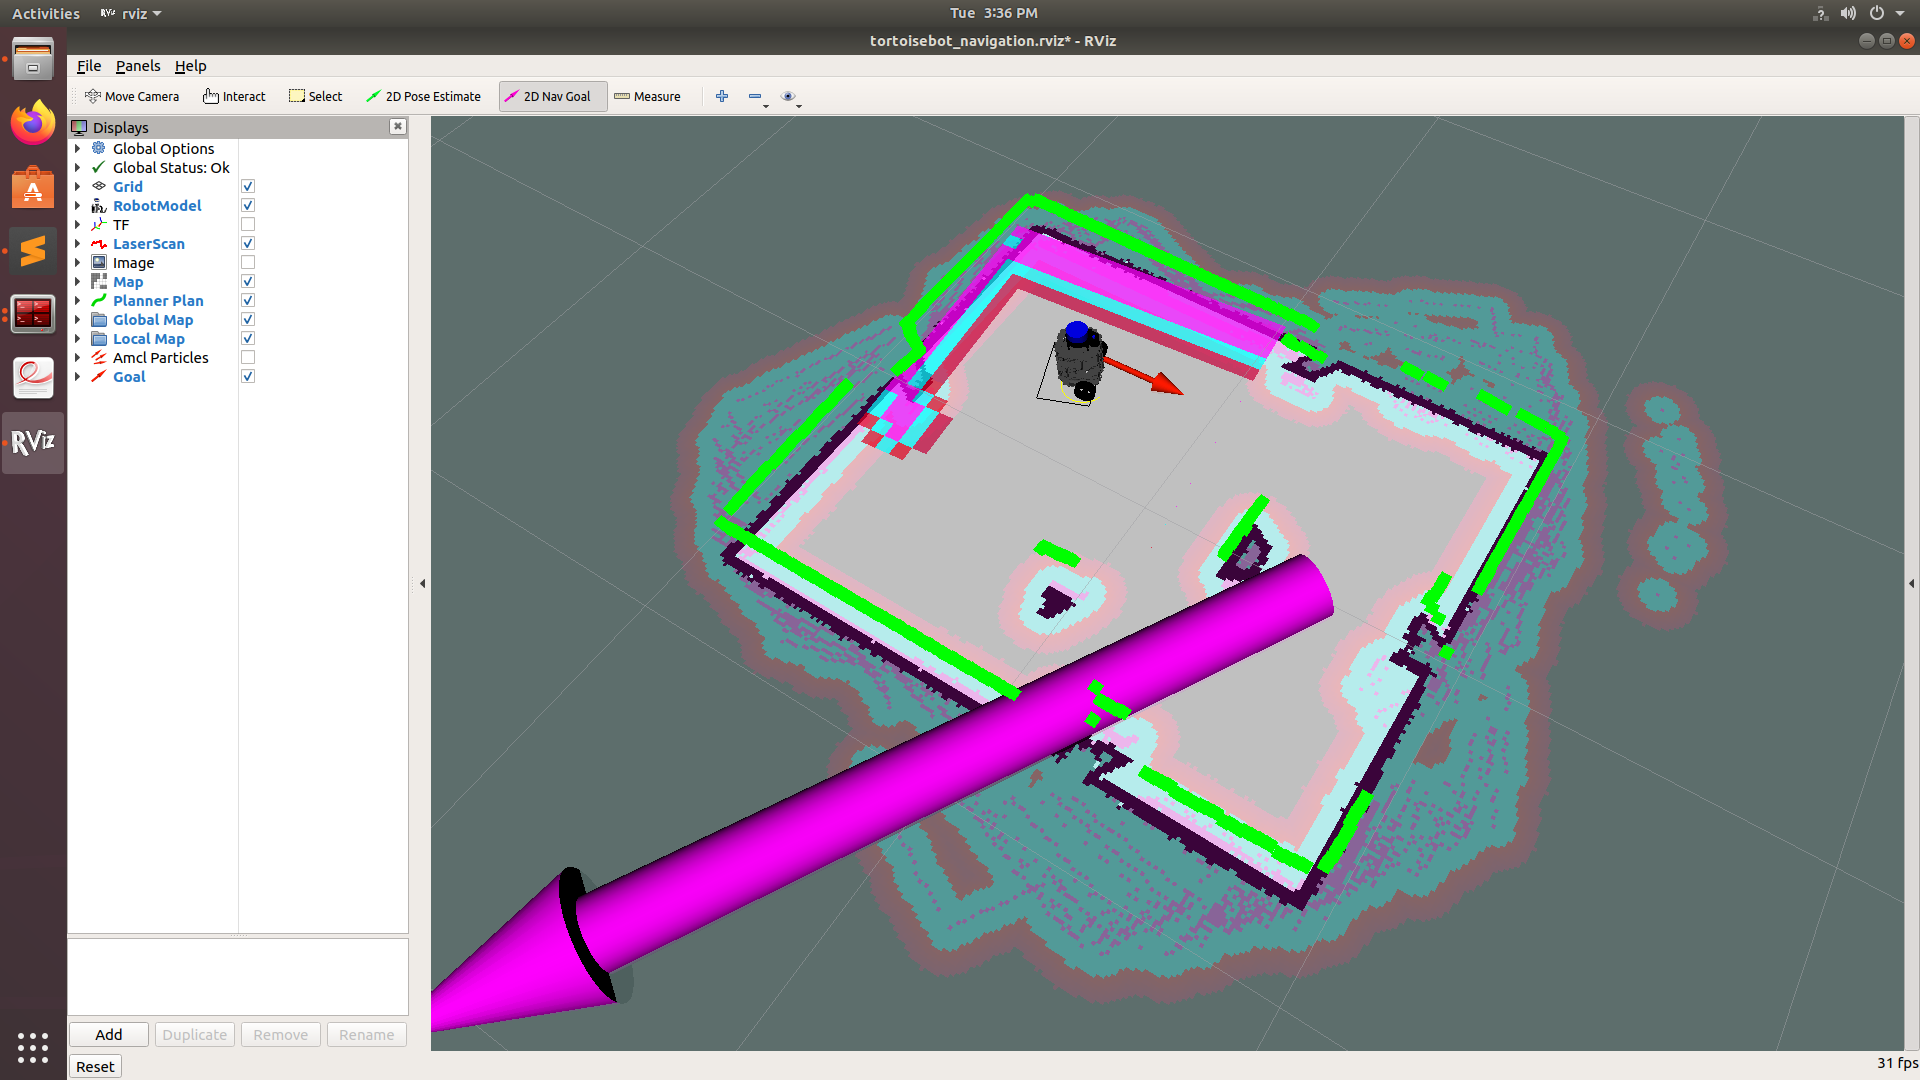 Activities
rviz
Tue 3:36 PM
tortoisebot_navigation.rviz* - RViz
File Panels Help
Move Camera Interact Select 2D Pose Estimate 2D Nav Goal Measure
Displays
Global Options
Global Status: Ok
Grid
RobotModel
TF
LaserScan
Image
Map
Planner Plan
Global Map
Local Map
Amcl Particles
Goal
RViz
Add Duplicate Remove Rename
Reset
31 fps